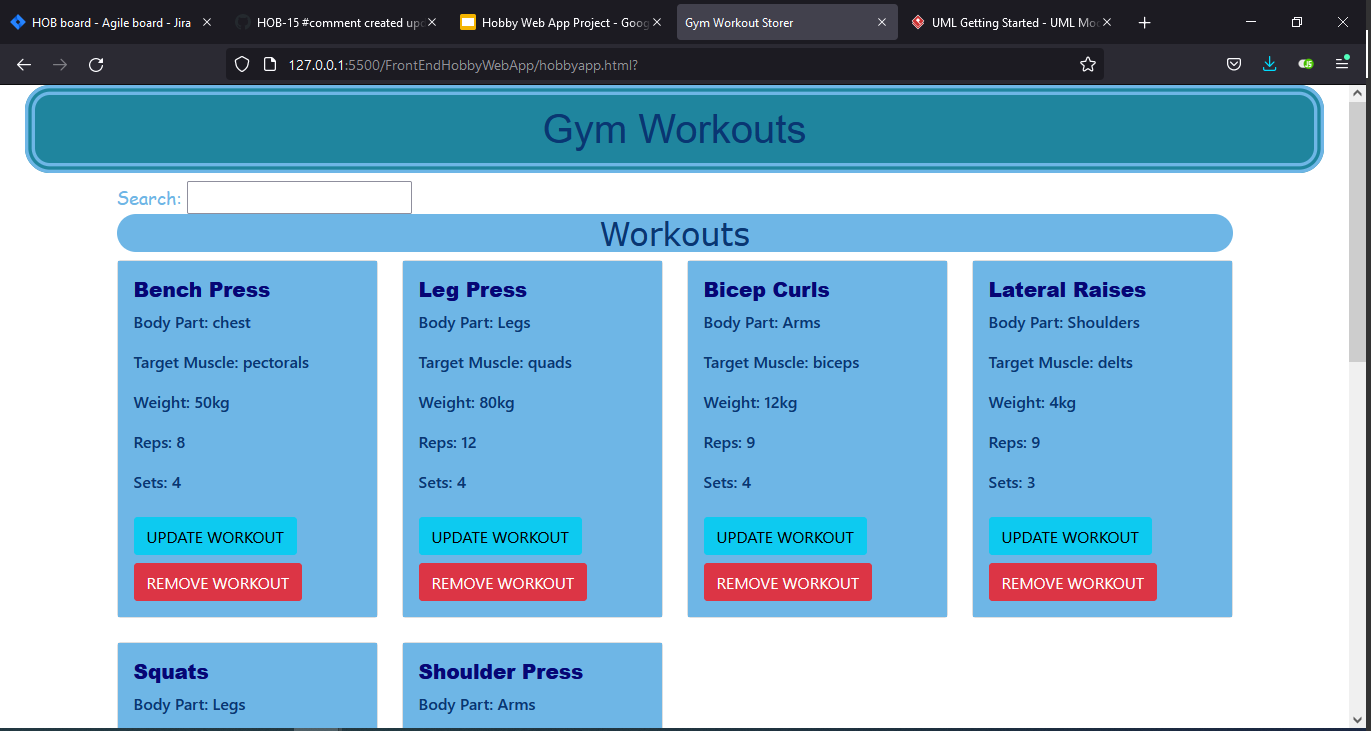 HOB board - Agile board - Jira
HOB-15 #comment created upd
Hobby Web App Project - Goog
Gym Workout Storer
UML Getting Started - UML Mod
127.0.0.1:5500/FrontEndHobbyWebApp/hobbyapp.html?
Gym Workouts
Search:
Workouts
Bench Press
Body Part: chest
Target Muscle: pectorals
Weight: 50kg
Reps: 8
Sets: 4
UPDATE WORKOUT
REMOVE WORKOUT
Leg Press
Body Part: Legs
Target Muscle: quads
Weight: 80kg
Reps: 12
Sets: 4
UPDATE WORKOUT
REMOVE WORKOUT
Bicep Curls
Body Part: Arms
Target Muscle: biceps
Weight: 12kg
Reps: 9
Sets: 4
UPDATE WORKOUT
REMOVE WORKOUT
Lateral Raises
Body Part: Shoulders
Target Muscle: delts
Weight: 4kg
Reps: 9
Sets: 3
UPDATE WORKOUT
REMOVE WORKOUT
Squats
Body Part: Legs
Shoulder Press
Body Part: Arms